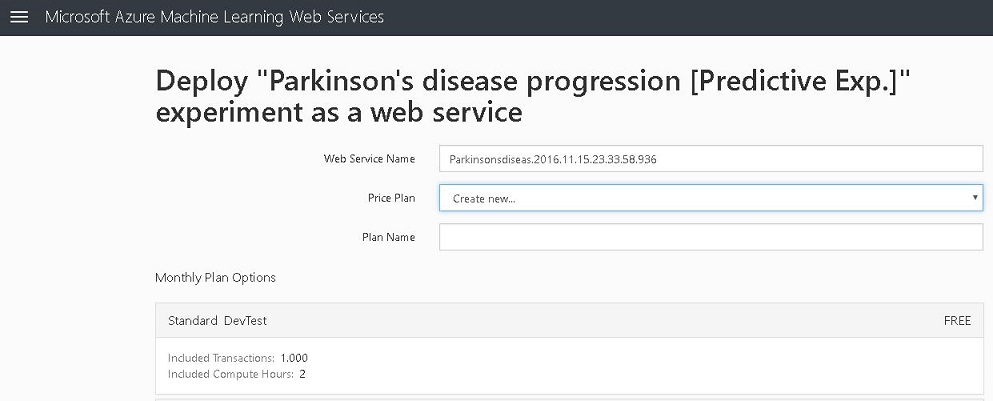 Microsoft Azure Machine Learning Web Services
Deploy "Parkinson's disease progression [Predictive Exp.]"
experiment as a web service
Web Service Name Parkinsonsdiseas.2016.11.15.23.33.58.936
Price Plan Create new...
Plan Name
Monthly Plan Options
Standard DevTest FREE
Included Transactions: 1.000
Included Compute Hours: 2